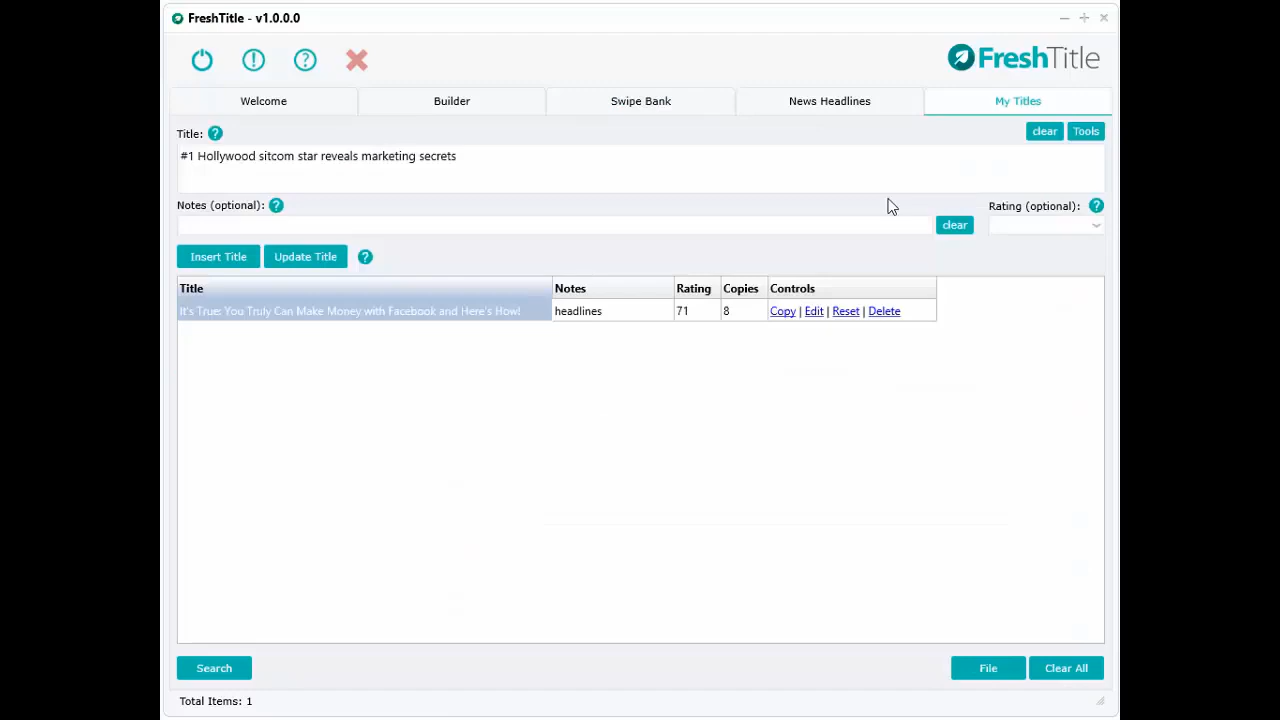 FreshTitle - v1.0.0.0
FreshTitle
Welcome
Builder
Swipe Bank
News Headlines
My Titles
Title:
clear
Tools
#1 Hollywood sitcom star reveals marketing secrets
Notes (optional):
Rating (optional):
clear
Insert Title
Update Title
Title Notes Rating Copies Controls
It's True: You Truly Can Make Money with Facebook and Here's How! headlines 71 8 Copy | Edit | Reset | Delete
Search
File
Clear All
Total Items: 1